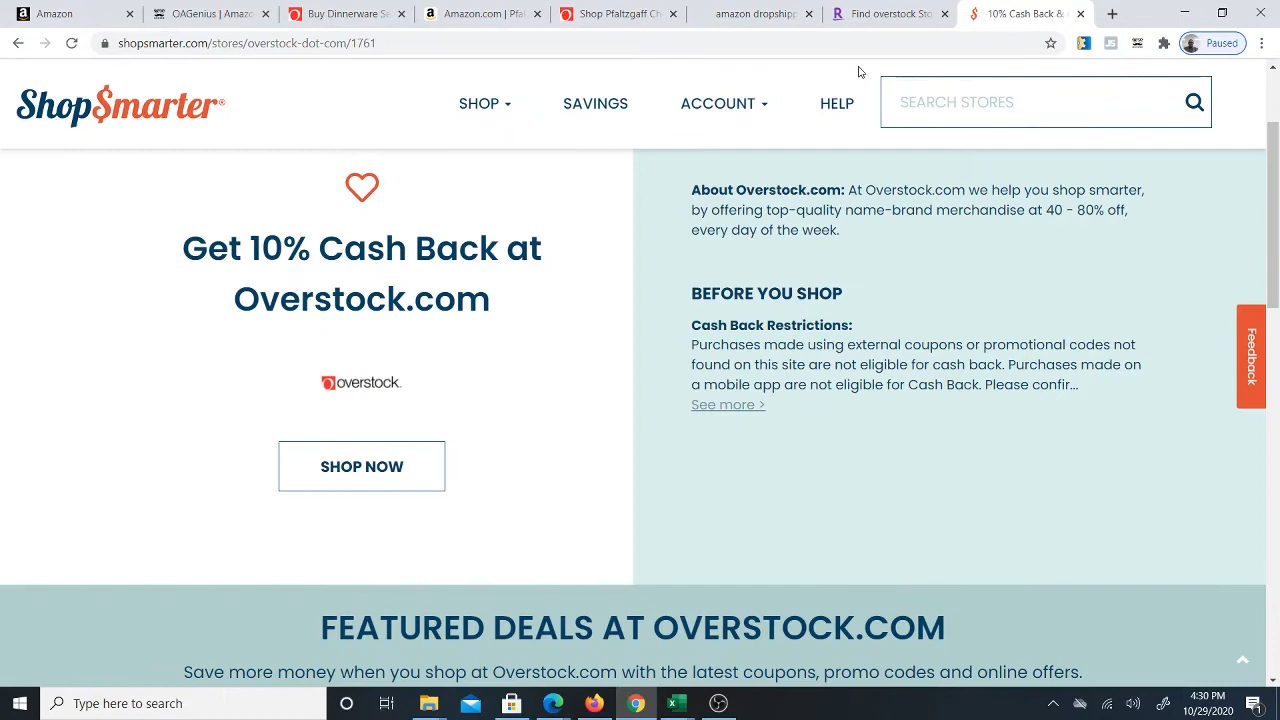 Amazon
OAGenius | Amaz
Buy Dinnerware Se
Amazon.com | Pfal
Shop Pfaltzgraff Ch
amazon dropshipp
Find overstock Sto
10% Cash Back &
shopsmarter.com/stores/overstock-dot-com/1761
JS
Paused
Shop$marter®
SHOP
SAVINGS
ACCOUNT
HELP
SEARCH STORES
Get 10% Cash Back at
Overstock.com
overstock.
SHOP NOW
About Overstock.com: At Overstock.com we help you shop smarter,
by offering top-quality name-brand merchandise at 40 - 80% off,
every day of the week.
BEFORE YOU SHOP
Cash Back Restrictions:
Purchases made using external coupons or promotional codes not
found on this site are not eligible for cash back. Purchases made on
a mobile app are not eligible for Cash Back. Please confir...
See more >
Feedback
FEATURED DEALS AT OVERSTOCK.COM
Save more money when you shop at Overstock.com with the latest coupons, promo codes and online offers.
Type here to search
4:30 PM
10/29/2020